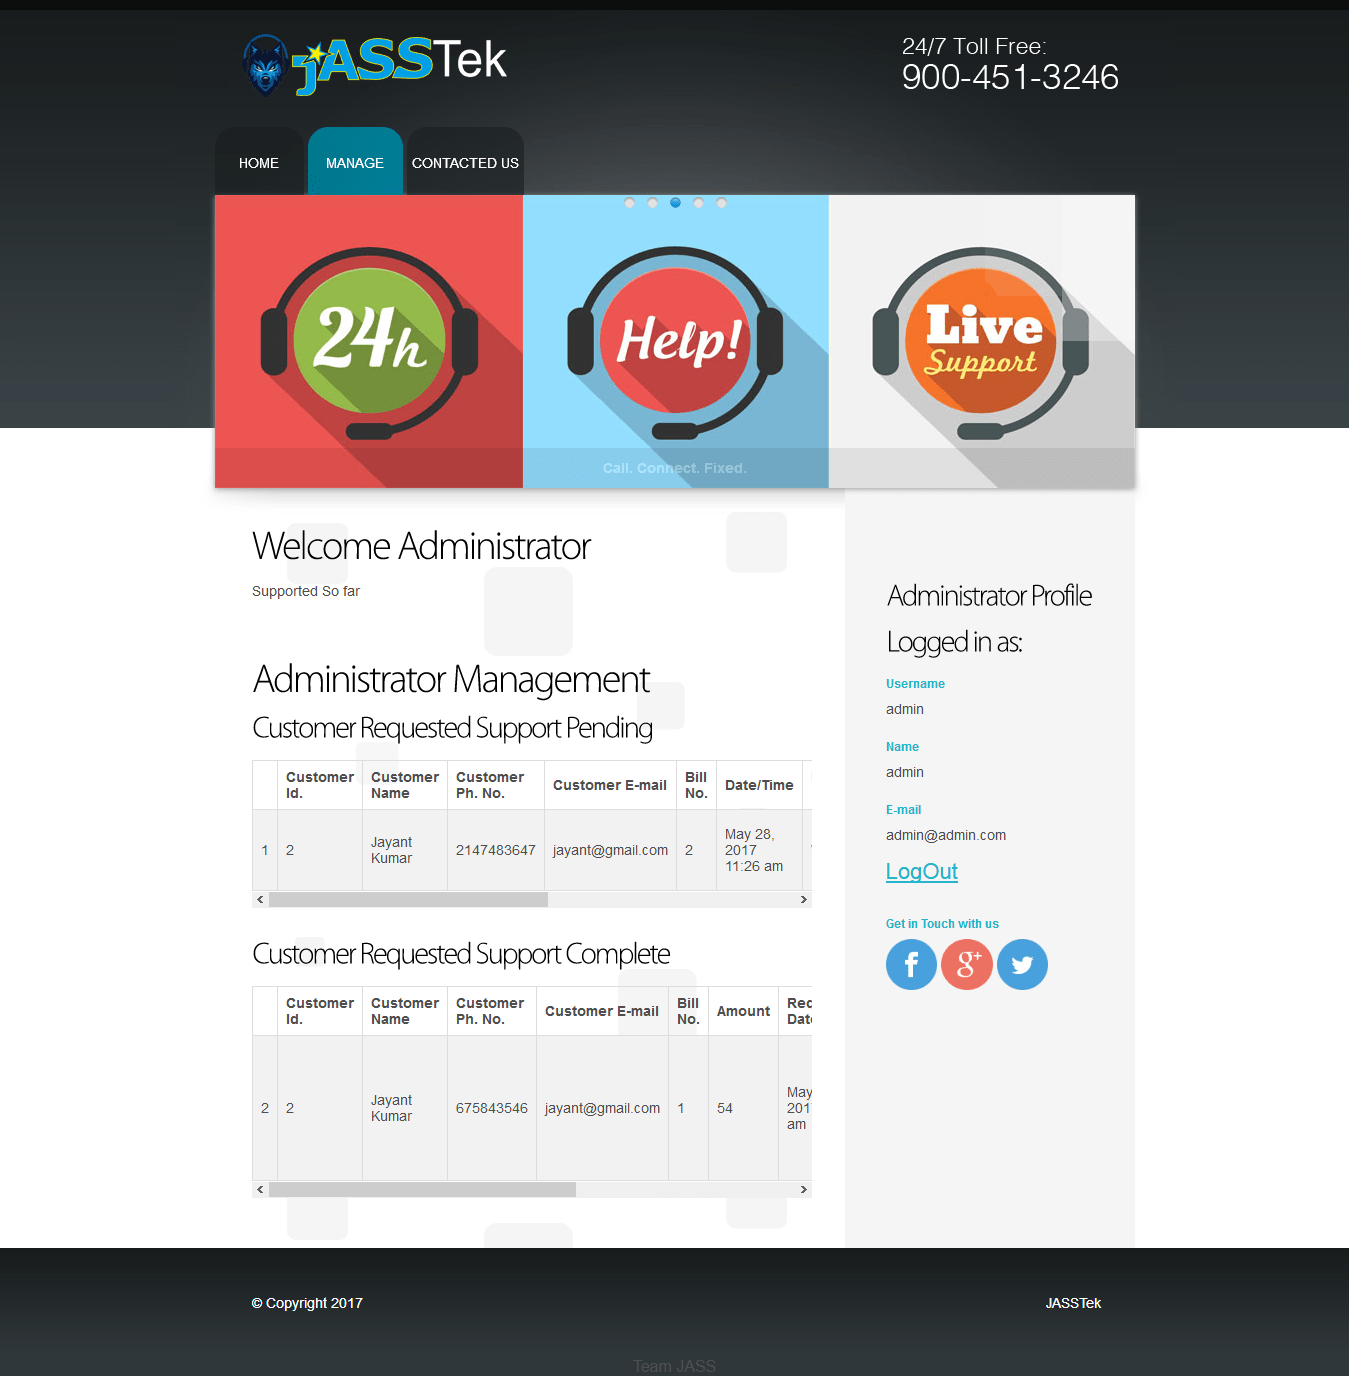 jASSTek
24/7 Toll Free:
900-451-3246
HOME
MANAGE
CONTACTED US
24h
Help!
Live
Support
Call. Connect. Fixed.
Welcome Administrator
Supported So far
Administrator Management
Customer Requested Support Pending
Customer Id. Customer Name Customer Ph. No. Customer E-mail Bill No. Date/Time
1 2 Jayant Kumar 2147483647 jayant@gmail.com 2 May 28, 2017 11:26 am
Customer Requested Support Complete
Customer Id. Customer Name Customer Ph. No. Customer E-mail Bill No. Amount
2 2 Jayant Kumar 675843546 jayant@gmail.com 1 54 May am
Administrator Profile
Logged in as:
Username
admin
Name
admin
E-mail
admin@admin.com
LogOut
Get in Touch with us
© Copyright 2017
JASSTek
Team JASS